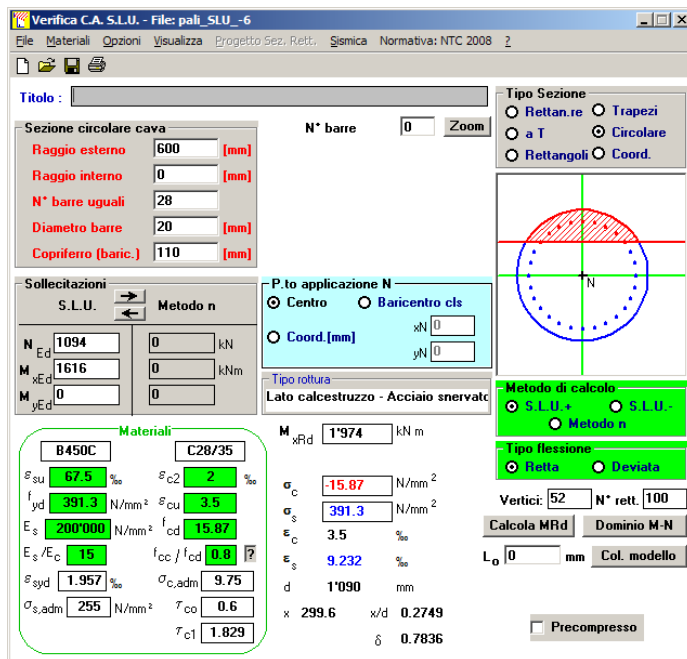 Verifica C.A. S.L.U. - File: pali_SLU_-6
File Materiali Opzioni Visualizza Progetto Sez. Rett. Sismica Normativa: NTC 2008 ?
Titolo :
N° barre 0 Zoom
Tipo Sezione
Rettan.re Trapezi
a T Circolare
Rettangoli Coord.
Sezione circolare cava
Raggio esterno 600 [mm]
Raggio interno 0 [mm]
N° barre uguali 28
Diametro barre 20 [mm]
Copriferro (baric.) 110 [mm]
N
Sollecitazioni
S.L.U. Metodo n
N Ed 1094 0 kN
M xEd 1616 0 kNm
M yEd 0 0
P.to applicazione N
Centro Baricentro cls
Coord.[mm] xN 0
yN 0
Tipo rottura
Lato calcestruzzo - Acciaio snervato
Metodo di calcolo
S.L.U.+ S.L.U.-
Metodo n
Tipo flessione
Retta Deviata
Vertici: 52 N° rett. 100
Calcola MRd Dominio M-N
L o 0 mm Col. modello
Precompresso
Materiali
B450C C28/35
ε su 67.5 ‰ ε c2 2 ‰
f yd 391.3 N/mm² ε cu 3.5
E s 200'000 N/mm² f cd 15.87
E s /E c 15 f cc / f cd 0.8 ?
ε syd 1.957 ‰ σ c,adm 9.75
σ s,adm 255 N/mm² τ co 0.6
τ c1 1.829
M xRd 1'974 kN m
σ c -15.87 N/mm²
σ s 391.3 N/mm²
ε c 3.5 ‰
ε s 9.232 ‰
d 1'090 mm
x 299.6 x/d 0.2749
δ 0.7836